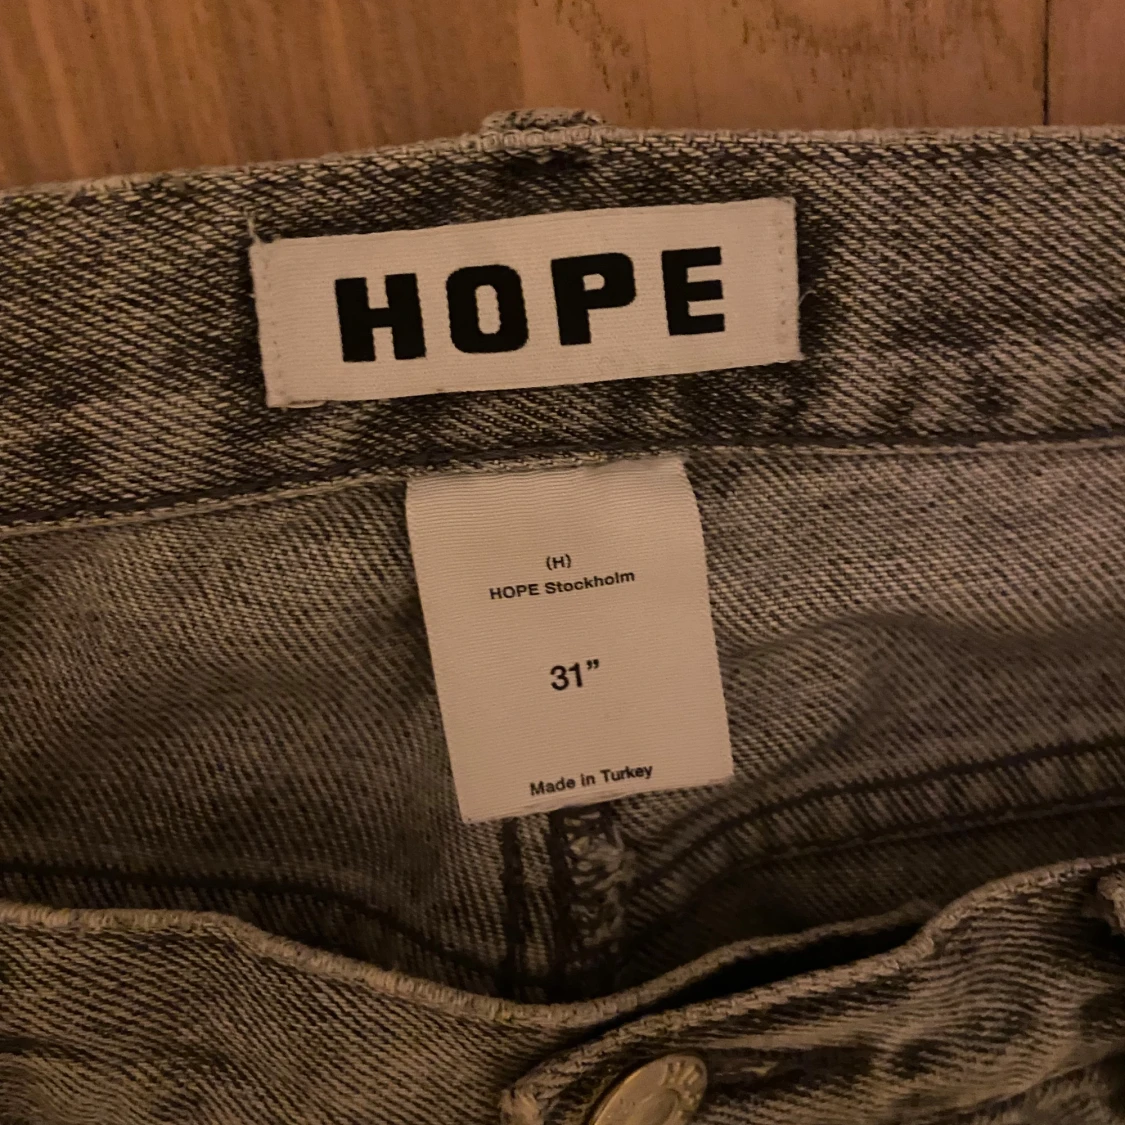 HOPE
(H)
HOPE Stockholm
31”
Made in Turkey